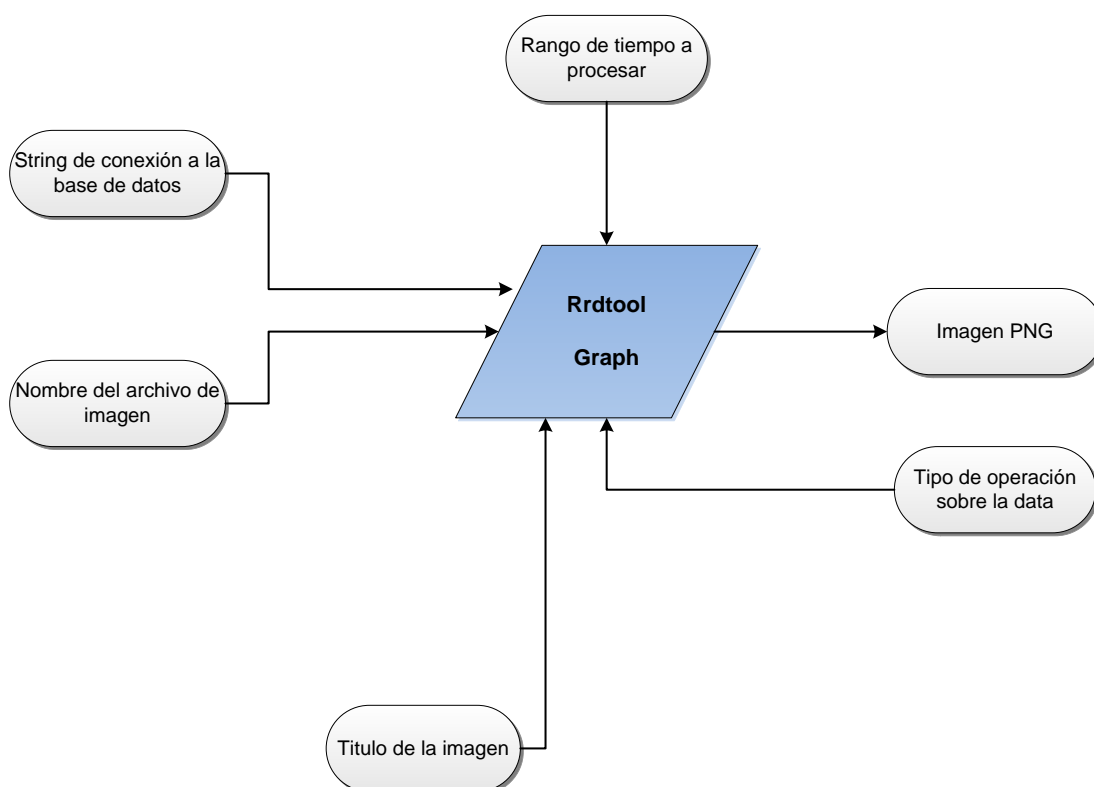 Rango de tiempo a
procesar
String de conexión a la
base de datos
Rrdtool
Graph
Imagen PNG
Nombre del archivo de
imagen
Tipo de operación
sobre la data
Titulo de la imagen